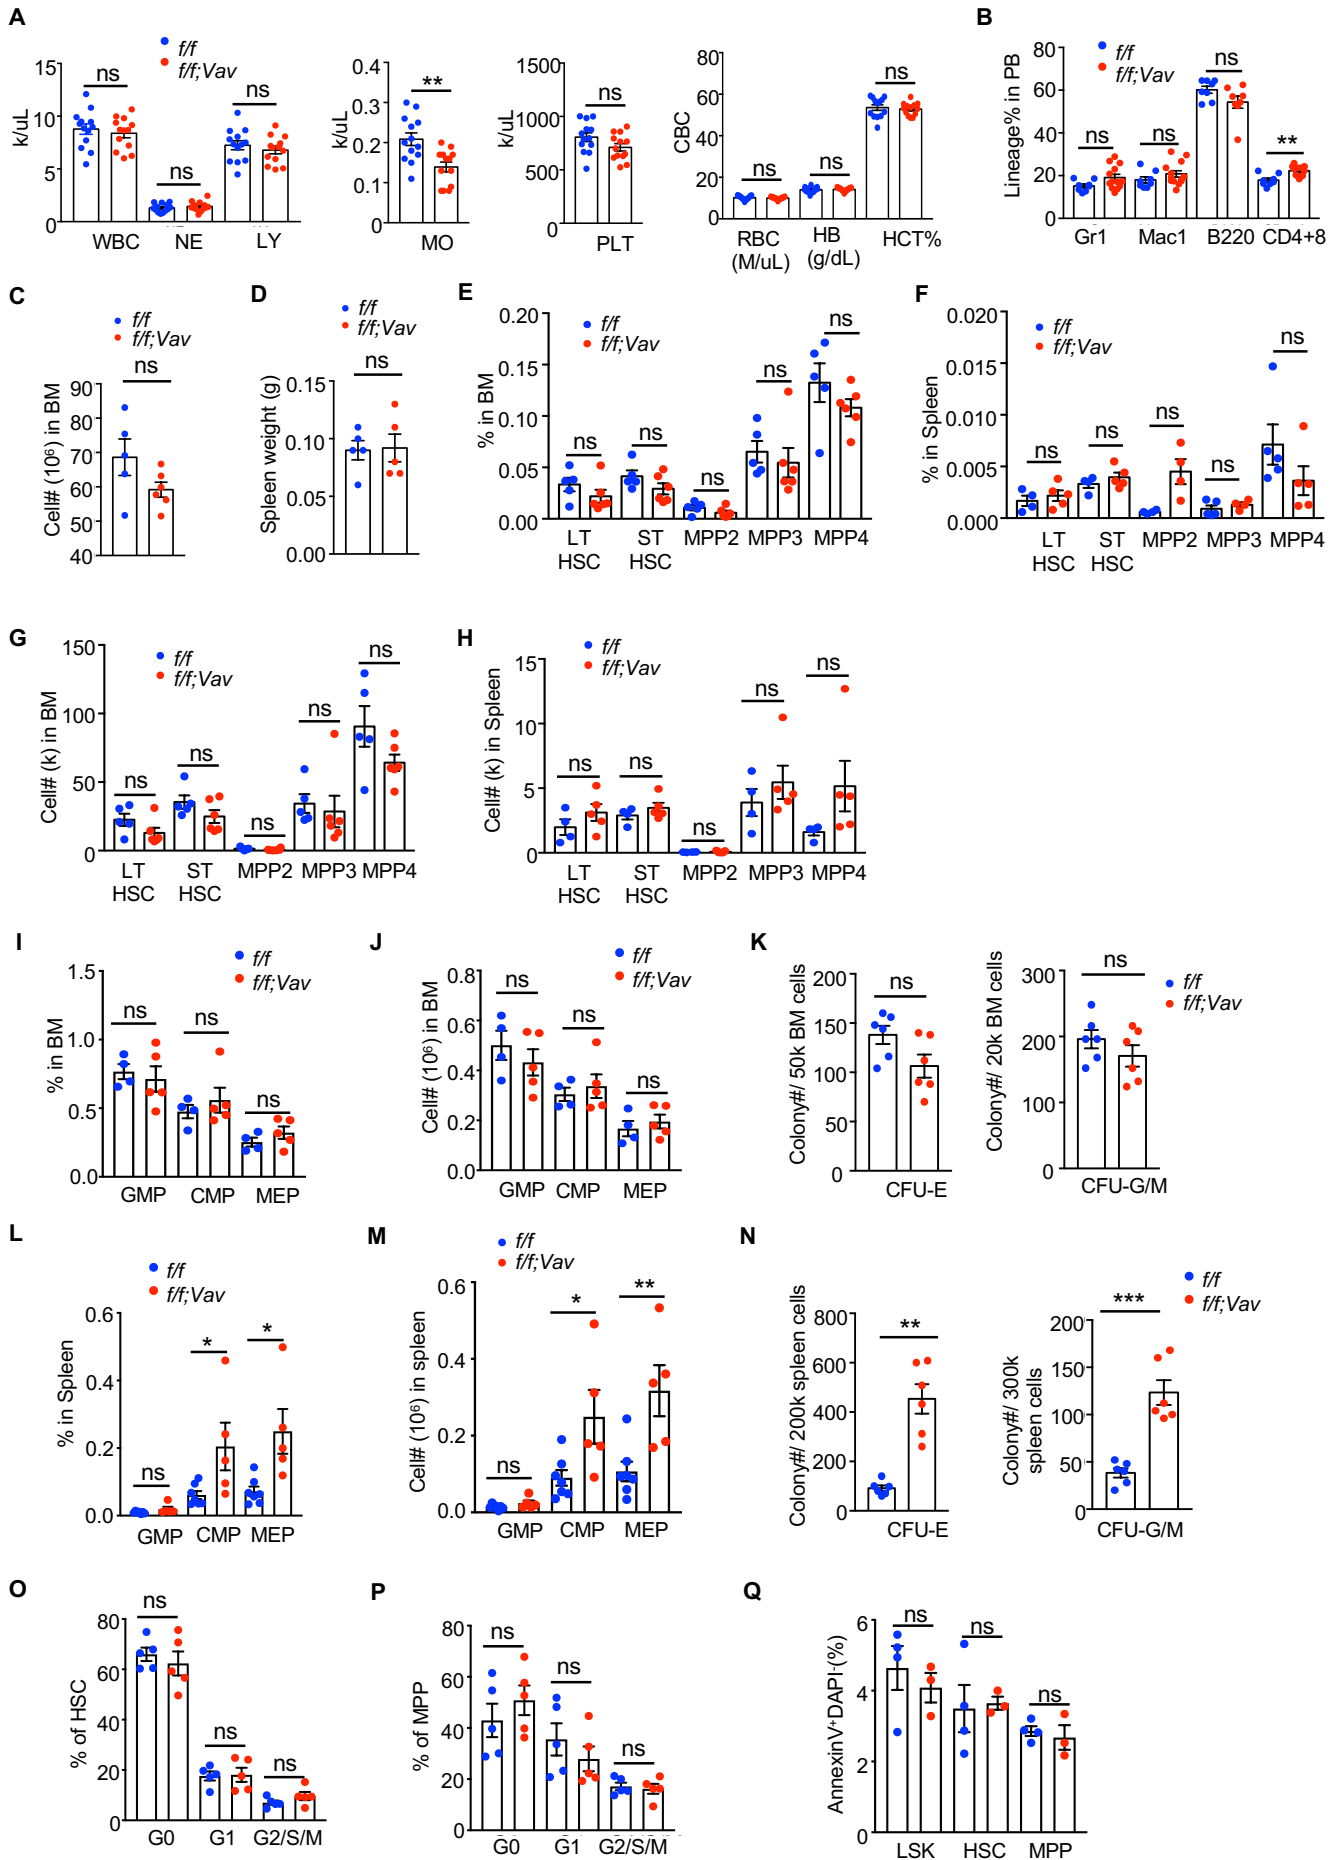 A
f/f
f/f;Vav
k/uL
15
10
5
0
ns
ns
ns
WBC
NE
LY
k/uL
0.4
0.3
0.2
0.1
0
**
MO
k/uL
1500
1000
500
0
ns
PLT
CBC
80
60
40
20
0
ns
ns
ns
RBC
(M/uL)
HB
(g/dL)
HCT%
B
f/f
f/f;Vav
Lineage% in PB
80
60
40
20
0
ns
ns
ns
**
Gr1
Mac1
B220
CD4+8
C
f/f
f/f;Vav
Cell# (10⁶) in BM
90
80
70
60
50
40
ns
D
f/f
f/f;Vav
Spleen weight (g)
0.15
0.10
0.05
0.00
ns
E
f/f
f/f;Vav
% in BM
0.20
0.15
0.10
0.05
0.00
ns
ns
ns
ns
ns
LT
HSC
ST
HSC
MPP2
MPP3
MPP4
F
f/f
f/f;Vav
% in Spleen
0.020
0.015
0.010
0.005
0.000
ns
ns
ns
ns
ns
LT
HSC
ST
HSC
MPP2
MPP3
MPP4
G
f/f
f/f;Vav
Cell# (k) in BM
150
100
50
0
ns
ns
ns
ns
ns
LT
HSC
ST
HSC
MPP2
MPP3
MPP4
H
f/f
f/f;Vav
Cell# (k) in Spleen
15
10
5
0
ns
ns
ns
ns
ns
LT
HSC
ST
HSC
MPP2
MPP3
MPP4
I
f/f
f/f;Vav
% in BM
1.5
1.0
0.5
0.0
ns
ns
ns
GMP
CMP
MEP
J
f/f
f/f;Vav
Cell# (10⁶) in BM
0.8
0.6
0.4
0.2
0.0
ns
ns
ns
GMP
CMP
MEP
K
Colony#/ 50k BM cells
200
150
100
50
0
ns
CFU-E
Colony#/ 20k BM cells
300
200
100
0
ns
CFU-G/M
f/f
f/f;Vav
L
f/f
f/f;Vav
% in Spleen
0.6
0.4
0.2
0.0
ns
*
*
GMP
CMP
MEP
M
f/f
f/f;Vav
Cell# (10⁶) in spleen
0.6
0.4
0.2
0.0
ns
*
**
GMP
CMP
MEP
N
Colony#/ 200k spleen cells
800
600
400
200
0
**
CFU-E
f/f
f/f;Vav
Colony#/ 300k
spleen cells
200
150
100
50
0
***
CFU-G/M
O
% of HSC
80
60
40
20
0
ns
ns
ns
G0
G1
G2/S/M
P
% of MPP
80
60
40
20
0
ns
ns
ns
G0
G1
G2/S/M
Q
AnnexinV⁺DAPI⁻(%)
6
4
2
0
ns
ns
ns
LSK
HSC
MPP